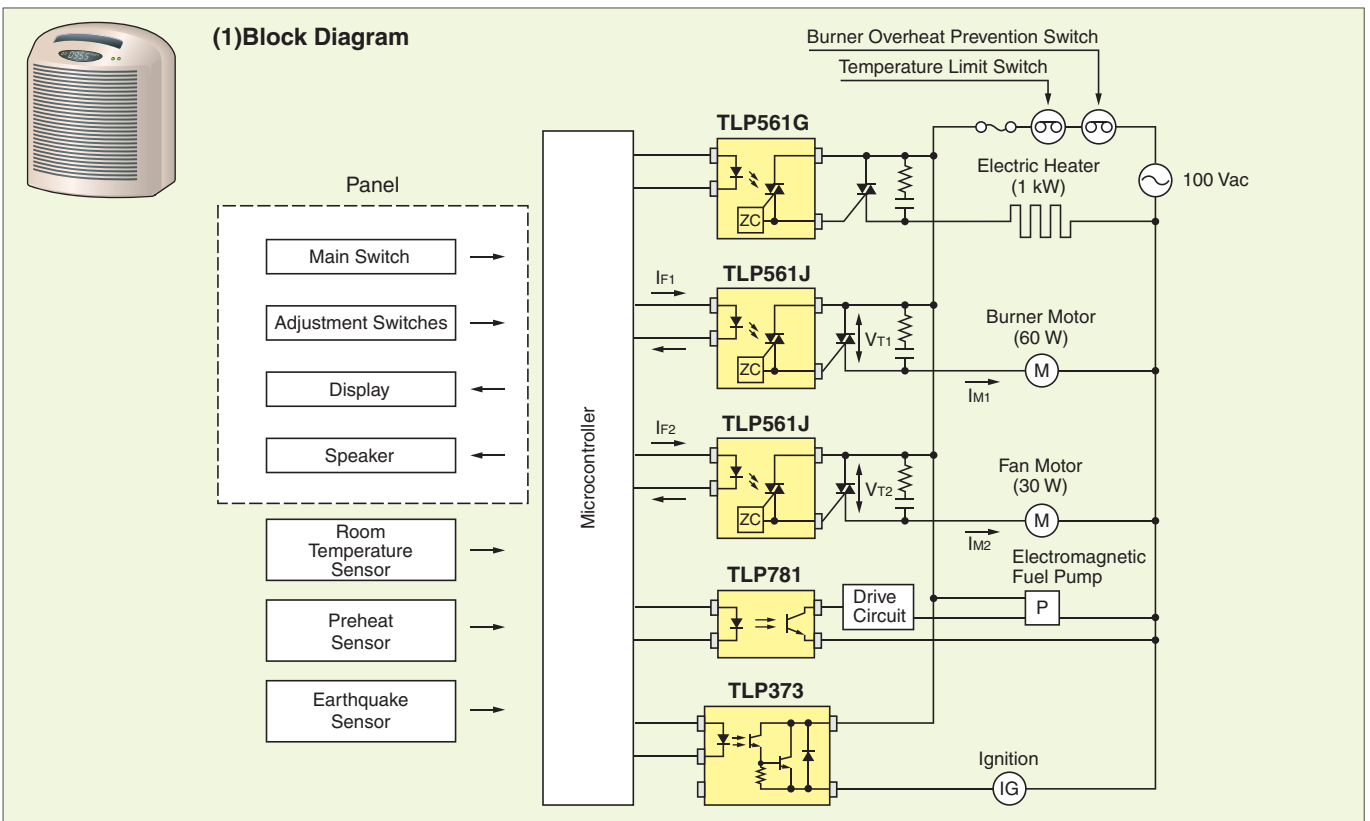 (1)Block Diagram
Burner Overheat Prevention Switch
Temperature Limit Switch
TLP561G
ZC
Electric Heater
(1 kW)
100 Vac
Panel
Main Switch
Adjustment Switches
Display
Speaker
Room
Temperature
Sensor
Preheat
Sensor
Earthquake
Sensor
Microcontroller
TLP561J
IF1
ZC
VT1
Burner Motor
(60 W)
M
IM1
TLP561J
IF2
ZC
VT2
Fan Motor
(30 W)
M
IM2
TLP781
Drive
Circuit
Electromagnetic
Fuel Pump
P
TLP373
Ignition
IG